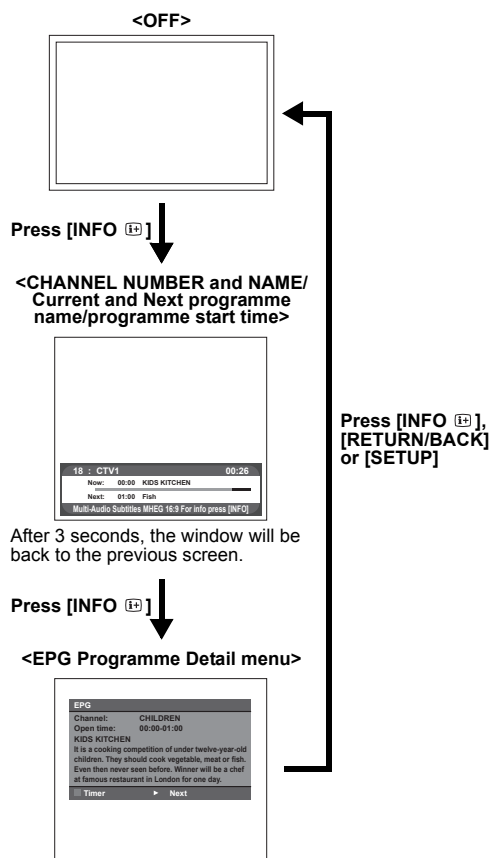 <OFF>
Press [INFO i+]
<CHANNEL NUMBER and NAME/
Current and Next programme
name/programme start time>
18 : CTV1 00:26
Now: 00:00 KIDS KITCHEN
Next: 01:00 Fish
Multi-Audio Subtitles MHEG 16:9 For info press [INFO]
After 3 seconds, the window will be
back to the previous screen.
Press [INFO i+]
<EPG Programme Detail menu>
EPG
Channel: CHILDREN
Open time: 00:00-01:00
KIDS KITCHEN
It is a cooking competition of under twelve-year-old
children. They should cook vegetable, meat or fish.
Even then never seen before. Winner will be a chef
at famous restaurant in London for one day.
Timer ► Next
Press [INFO i+],
[RETURN/BACK]
or [SETUP]